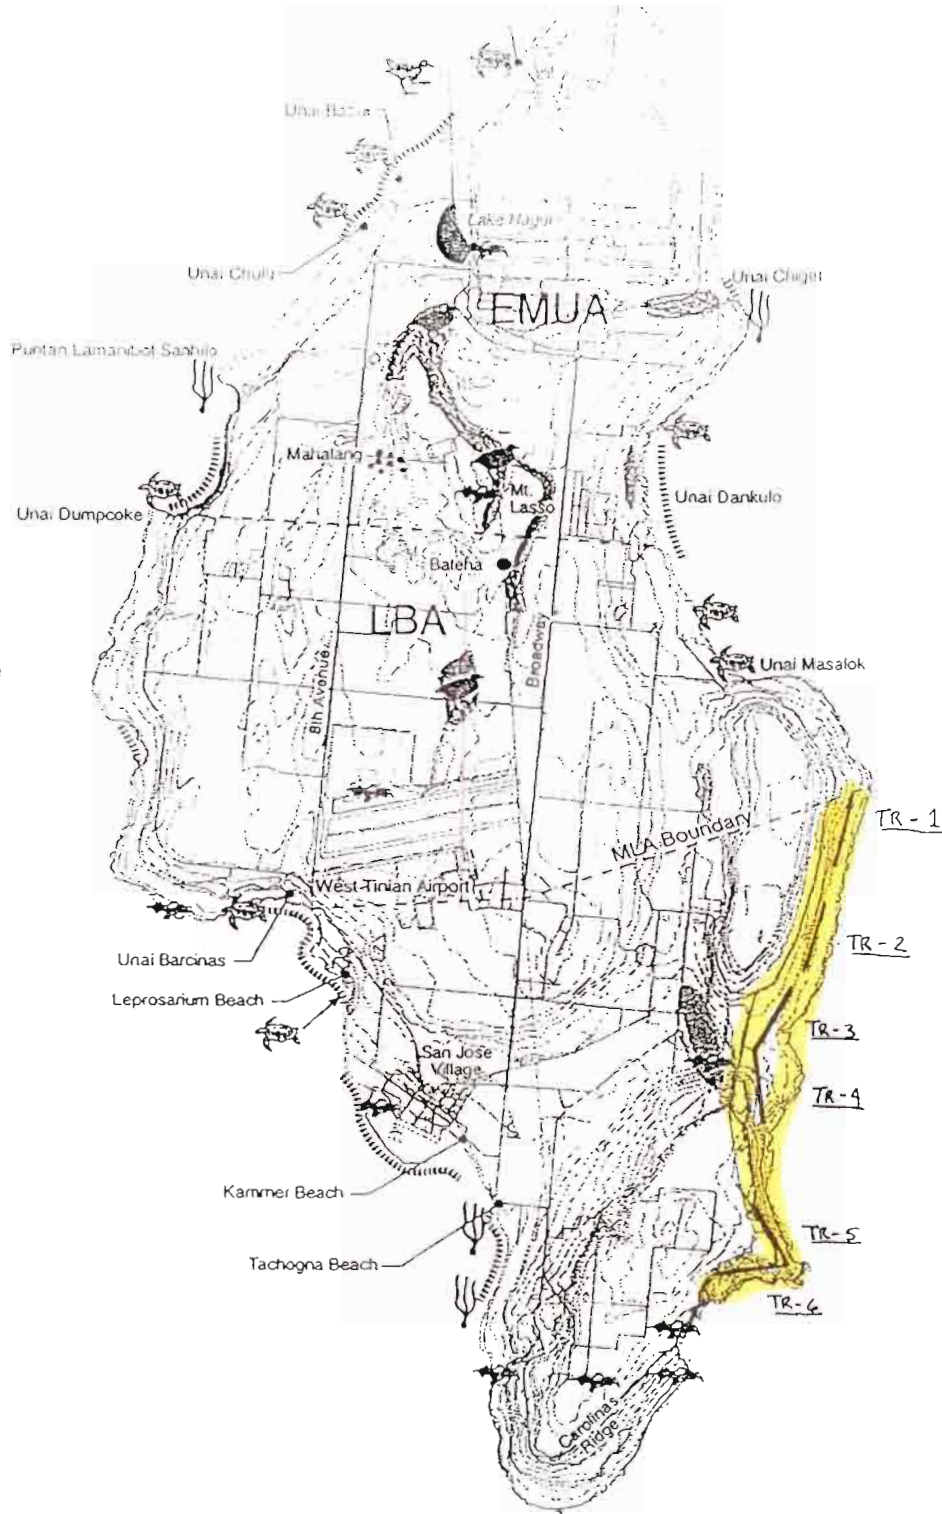 Unai Chulu
Lake Hagoi
Unai Chiget
EMUA
Puntan Lamanibot Sanhilo
Mahalang
Mt.
Lasso
Unai Dankulo
Unai Dumpcoke
Bateha
LBA
8th Avenue
Broadway
Unai Masalok
TR-1
MLA Boundary
West Tinian Airport
TR-2
Unai Barcinas
Leprosarium Beach
TR-3
San Jose
Village
TR-4
Kammer Beach
TR-5
Tachogna Beach
TR-6
Carolinas
Ridge